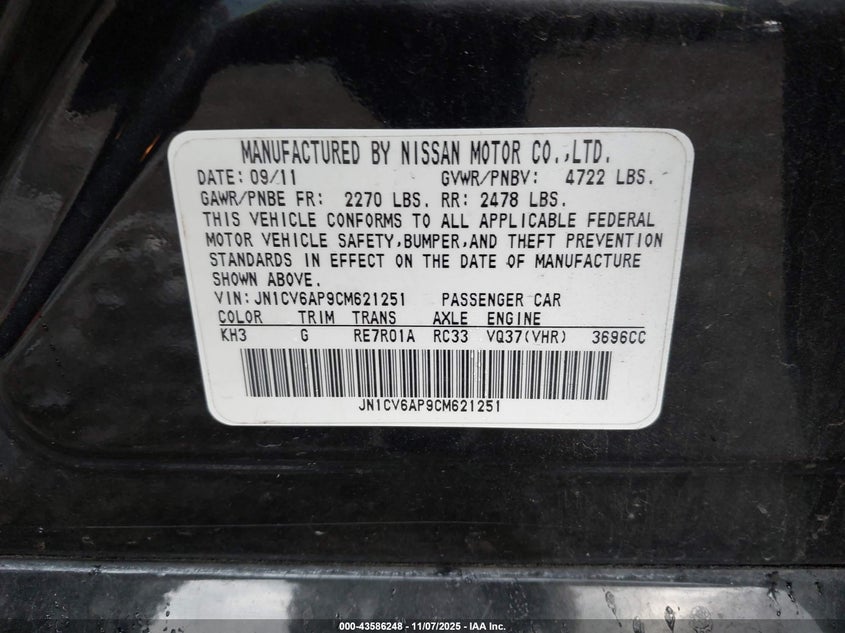 MANUFACTURED BY NISSAN MOTOR CO.,LTD.
DATE: 09/11 GVWR/PNBV: 4722 LBS.
GAWR/PNBE FR: 2270 LBS. RR: 2478 LBS.
THIS VEHICLE CONFORMS TO ALL APPLICABLE FEDERAL
MOTOR VEHICLE SAFETY,BUMPER,AND THEFT PREVENTION
STANDARDS IN EFFECT ON THE DATE OF MANUFACTURE
SHOWN ABOVE.
VIN: JN1CV6AP9CM621251 PASSENGER CAR
COLOR TRIM TRANS AXLE ENGINE
KH3 G RE7R01A RC33 VQ37(VHR) 3696CC
JN1CV6AP9CM621251
000-43586248 - 11/07/2025 - IAA Inc.